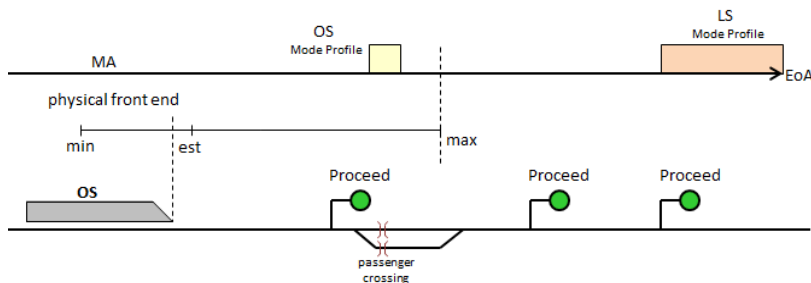 OS
Mode Profile
LS
Mode Profile
MA
EoA
physical front end
min
est
max
OS
Proceed
Proceed
Proceed
passenger
crossing